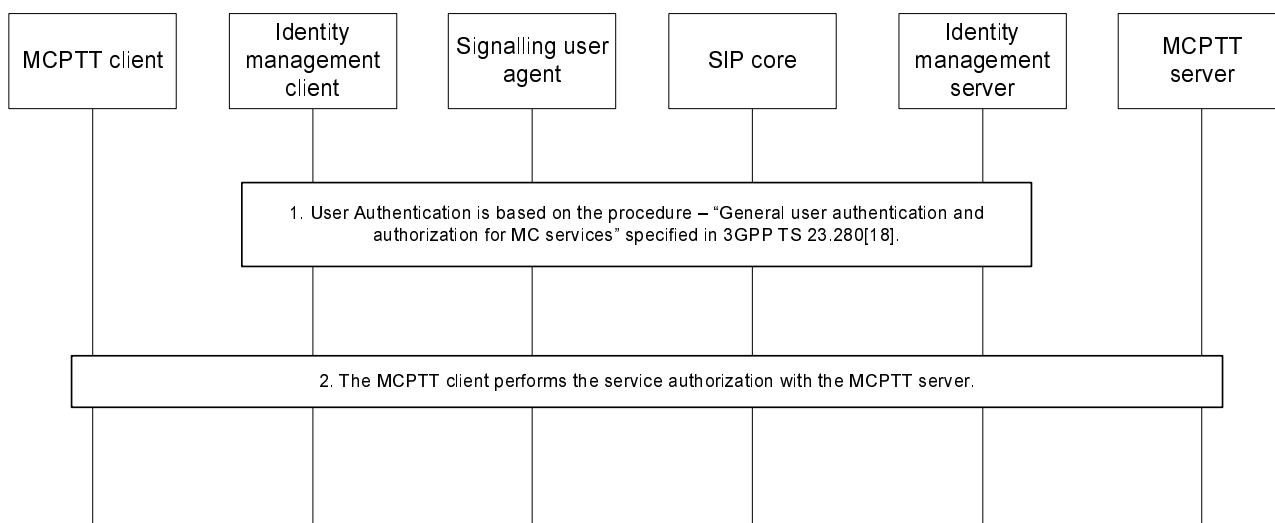 MCPTT client
Identity
management
client
Signalling user
agent
SIP core
Identity
management
server
MCPTT
server
1. User Authentication is based on the procedure – “General user authentication and
authorization for MC services” specified in 3GPP TS 23.280[18].
2. The MCPTT client performs the service authorization with the MCPTT server.